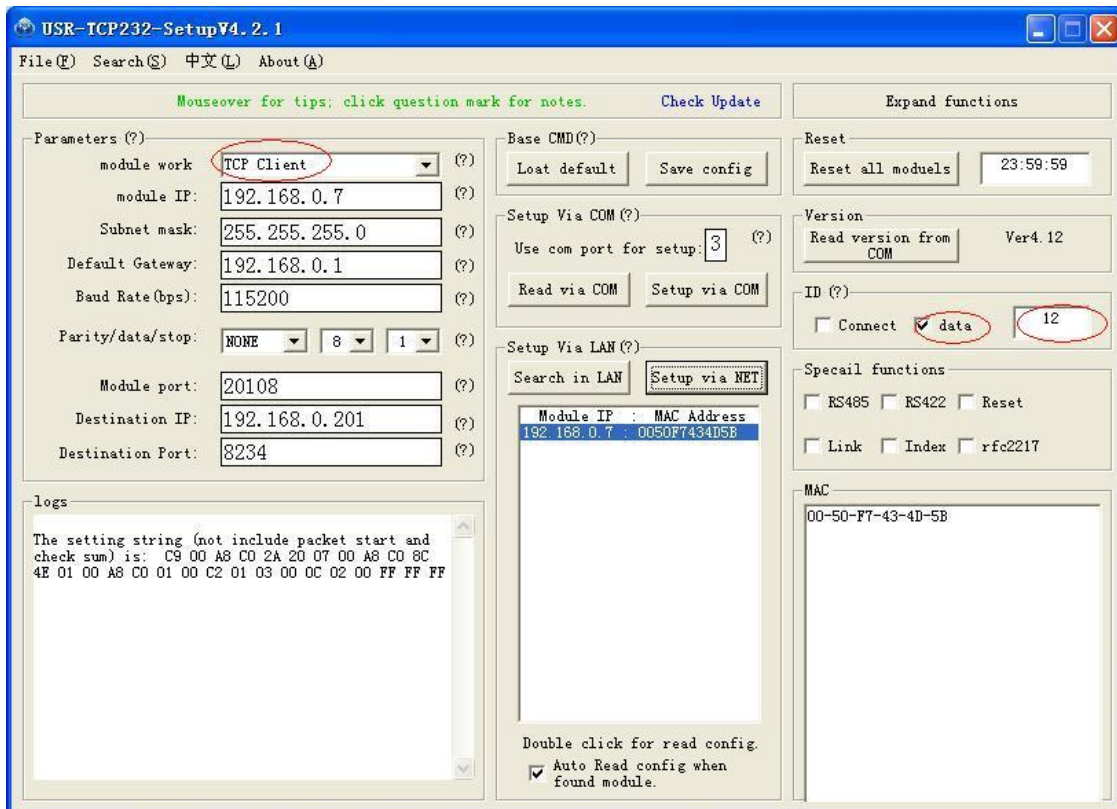 USR-TCP232-SetupV4.2.1
File(F) Search(S) 中文(L) About(A)
Mouseover for tips; click question mark for notes. Check Update
Expand functions
Parameters (?)
module work TCP Client (?)
module IP: 192.168.0.7 (?)
Subnet mask: 255.255.255.0 (?)
Default Gateway: 192.168.0.1 (?)
Baud Rate(bps): 115200 (?)
Parity/data/stop: NONE 8 1 (?)
Module port: 20108 (?)
Destination IP: 192.168.0.201 (?)
Destination Port: 8234 (?)
logs
The setting string (not include packet start and
check sum) is: C9 00 A8 C0 2A 20 07 00 A8 C0 8C
4E 01 00 A8 C0 01 00 C2 01 03 00 0C 02 00 FF FF FF
Base CMD(?)
Loat default Save config
Setup Via COM(?)
Use com port for setup: 3 (?)
Read via COM Setup via COM
Setup Via LAN(?)
Search in LAN Setup via NET
Module IP : MAC Address
192.168.0.7 : 0050F7434D5B
Double click for read config.
Auto Read config when
found module.
Reset
Reset all moduels 23:59:59
Version
Read version from
COM
Ver4.12
ID (?)
Connect data 12
Specail functions
RS485 RS422 Reset
Link Index rfc2217
MAC
00-50-F7-43-4D-5B